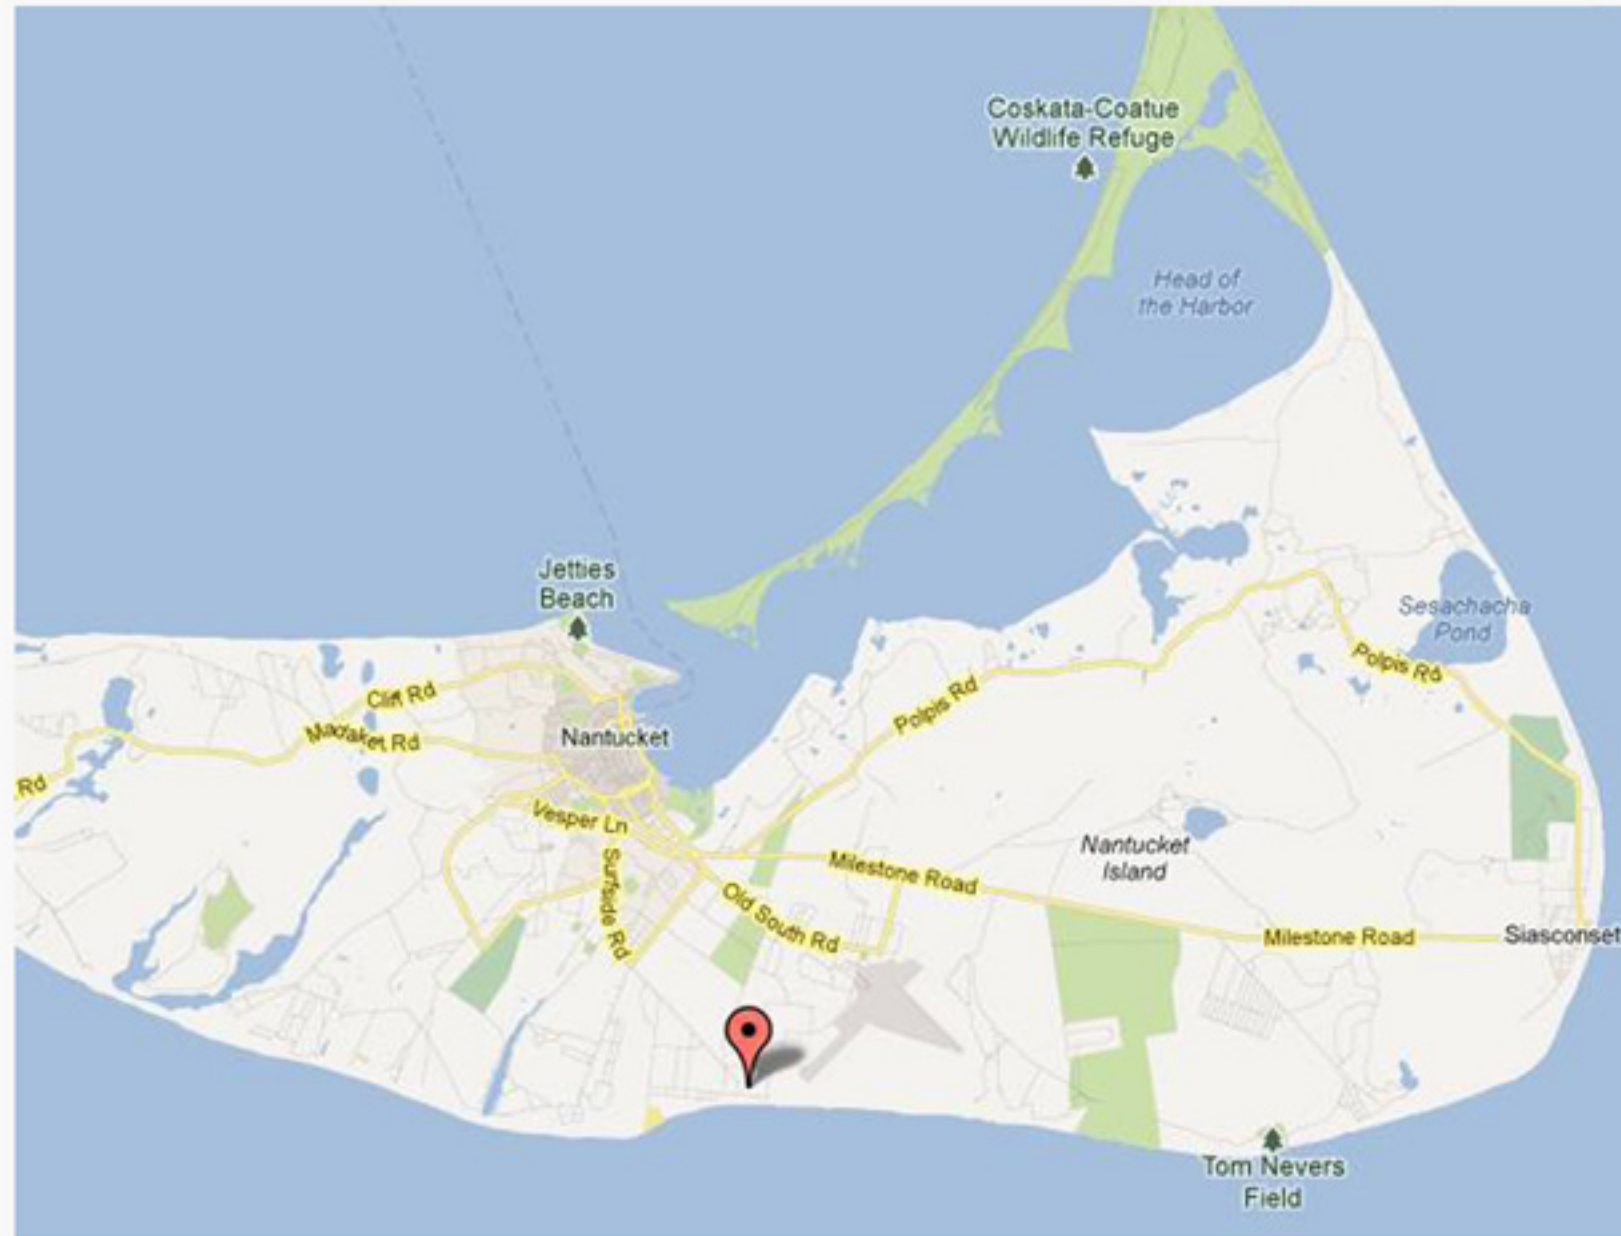 Coskata-Coatue
Wildlife Refuge
Head of
the Harbor
Jetties
Beach
Sesachacha
Pond
Polpis Rd
Polpis Rd
Cliff Rd
Madaket Rd
Nantucket
Rd
Vesper Ln
Surfside Rd
Milestone Road
Nantucket
Island
Old South Rd
Milestone Road
Siasconset
Tom Nevers
Field